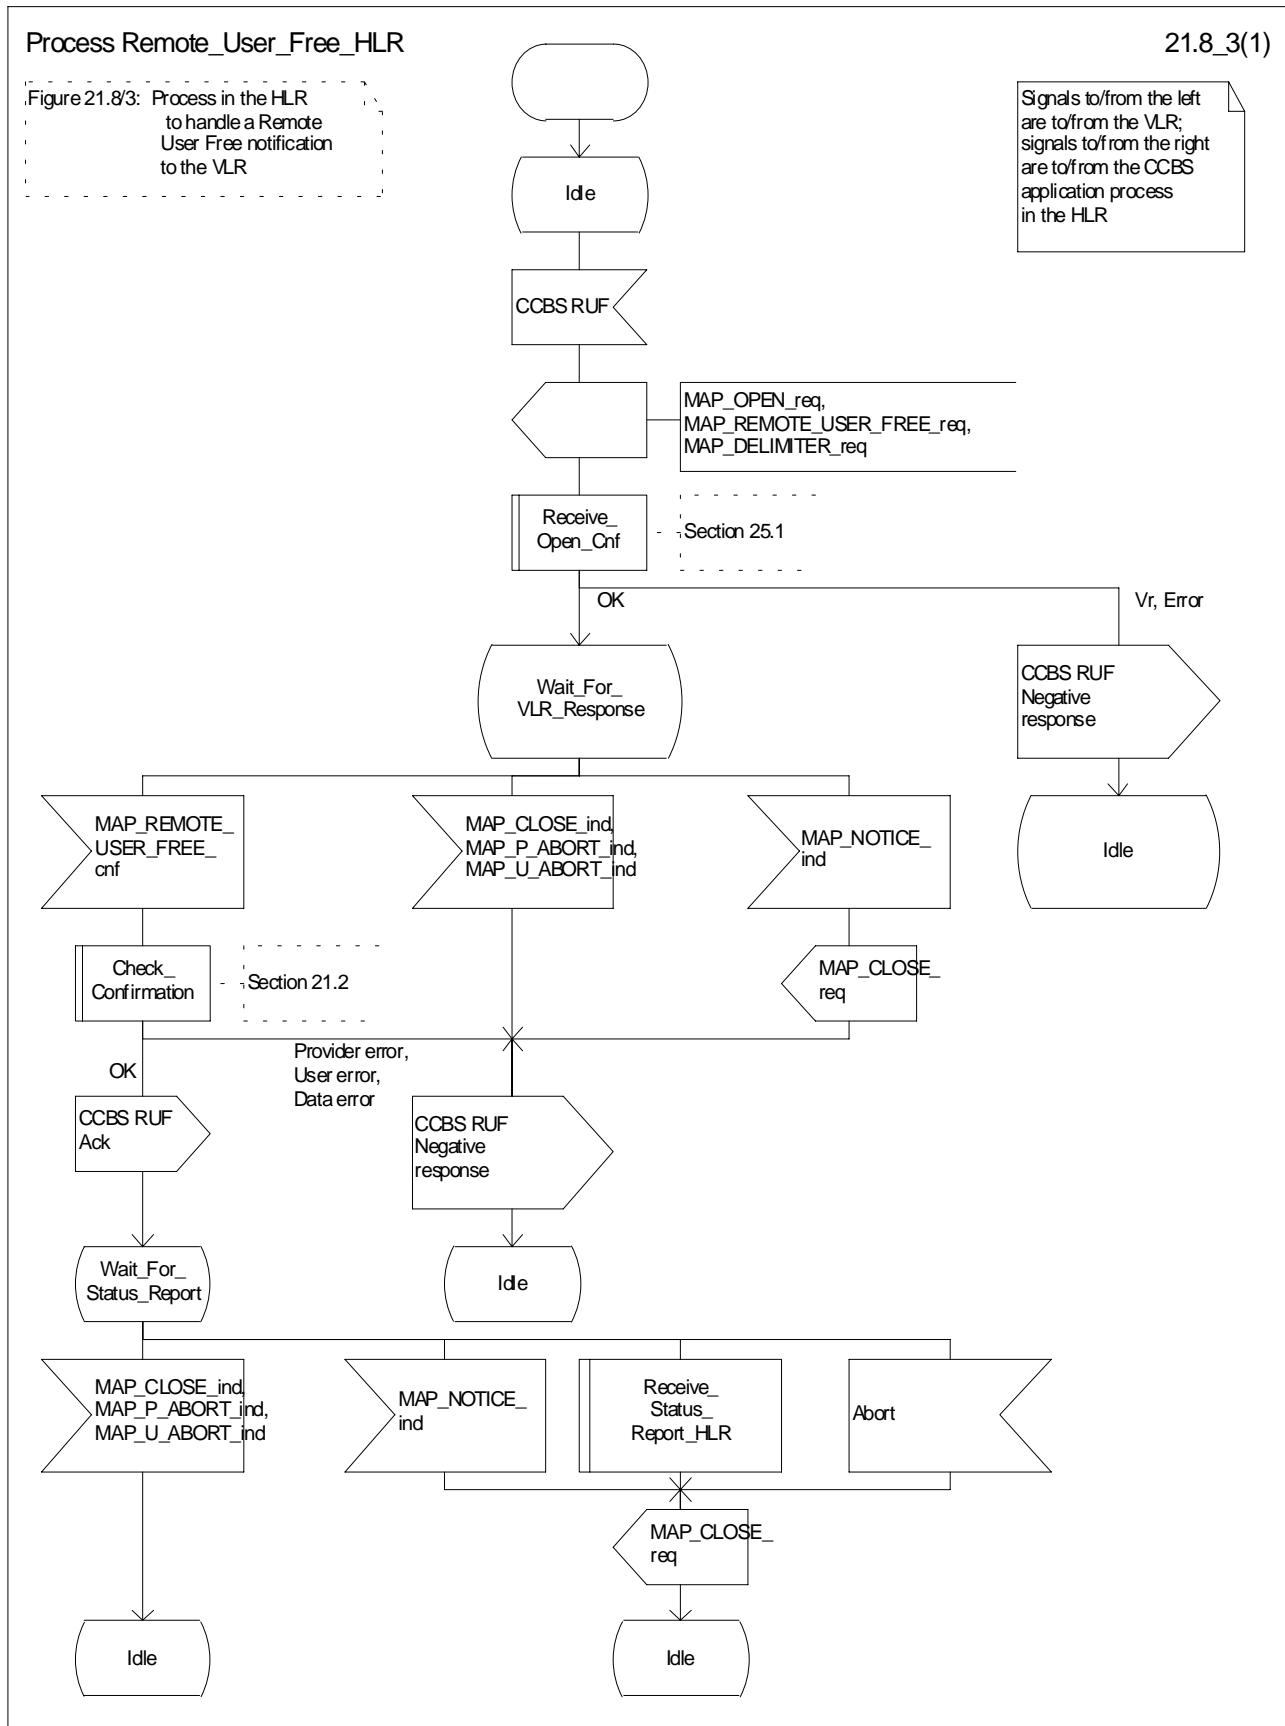 Process Remote_User_Free_HLR
21.8_3(1)
Figure 21.8/3: Process in the HLR
to handle a Remote
User Free notification
to the VLR
Signals to/from the left
are to/from the VLR;
signals to/from the right
are to/from the CCBS
application process
in the HLR
Idle
CCBS RUF
MAP_OPEN_req,
MAP_REMOTE_USER_FREE_req,
MAP_DELIMITER_req
Receive_
Open_Cnf
Section 25.1
OK
Vr, Error
Wait_For_
VLR_Response
CCBS RUF
Negative
response
MAP_REMOTE_
USER_FREE_
cnf
MAP_CLOSE_ind,
MAP_P_ABORT_ind,
MAP_U_ABORT_ind
MAP_NOTICE_
ind
Idle
Check_
Confirmation
Section 21.2
MAP_CLOSE_
req
Provider error,
User error,
Data error
OK
CCBS RUF
Ack
CCBS RUF
Negative
response
Wait_For_
Status_Report
Idle
MAP_CLOSE_ind,
MAP_P_ABORT_ind,
MAP_U_ABORT_ind
MAP_NOTICE_
ind
Receive_
Status_
Report_HLR
Abort
MAP_CLOSE_
req
Idle
Idle